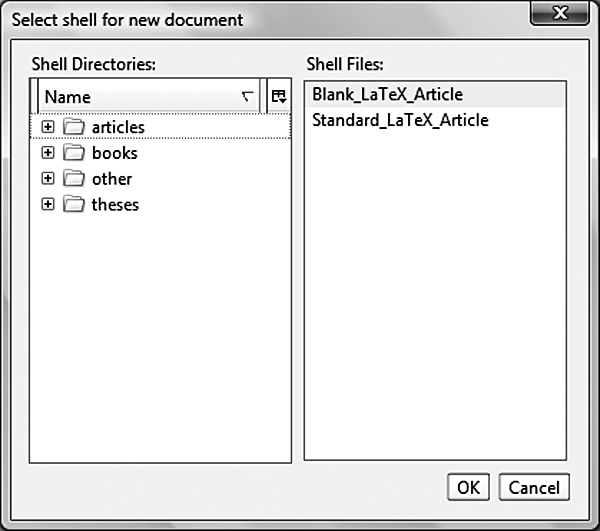 Select shell for new document
Shell Directories:
Name
articles
books
other
theses
Shell Files:
Blank_LaTeX_Article
Standard_LaTeX_Article
OK
Cancel